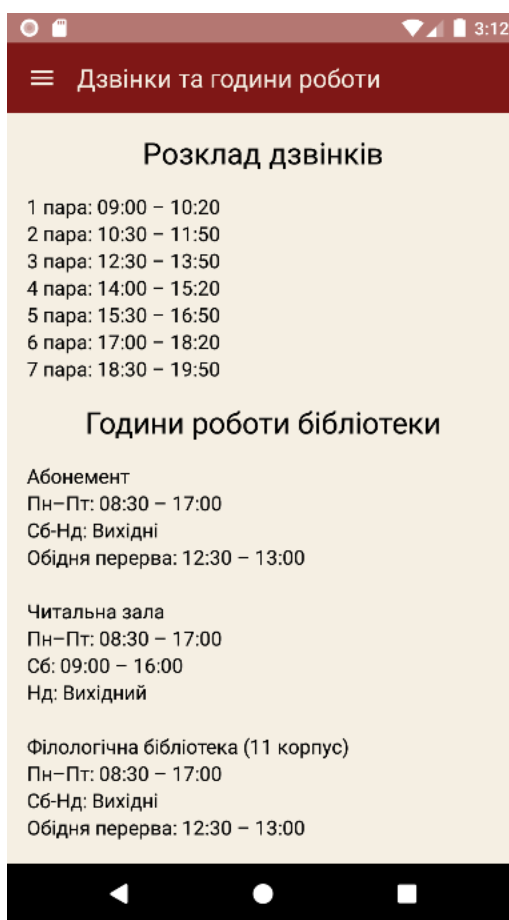 3:12
Дзвінки та години роботи
Розклад дзвінків
1 пара: 09:00 – 10:20
2 пара: 10:30 – 11:50
3 пара: 12:30 – 13:50
4 пара: 14:00 – 15:20
5 пара: 15:30 – 16:50
6 пара: 17:00 – 18:20
7 пара: 18:30 – 19:50
Години роботи бібліотеки
Абонемент
Пн–Пт: 08:30 – 17:00
Сб-Нд: Вихідні
Обідня перерва: 12:30 – 13:00
Читальна зала
Пн–Пт: 08:30 – 17:00
Сб: 09:00 – 16:00
Нд: Вихідний
Філологічна бібліотека (11 корпус)
Пн–Пт: 08:30 – 17:00
Сб-Нд: Вихідні
Обідня перерва: 12:30 – 13:00